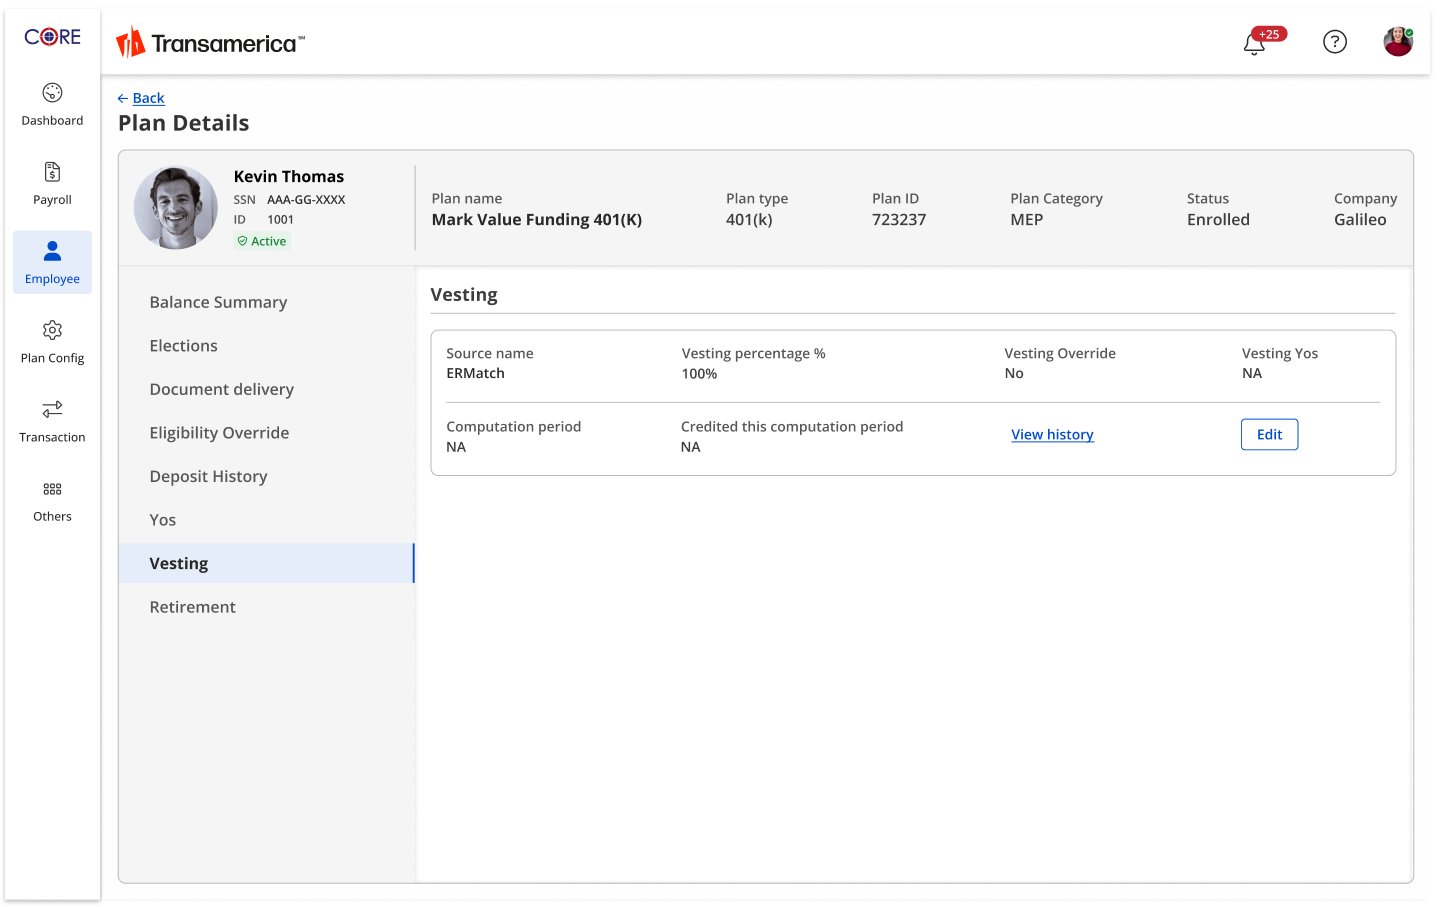 CORE
Transamerica℠
+25
?
Dashboard
Payroll
Employee
Plan Config
Transaction
Others
← Back
Plan Details
Kevin Thomas
SSN AAA-GG-XXXX
ID 1001
Active
Plan name
Mark Value Funding 401(K)
Plan type
401(k)
Plan ID
723237
Plan Category
MEP
Status
Enrolled
Company
Galileo
Balance Summary
Elections
Document delivery
Eligibility Override
Deposit History
Yos
Vesting
Retirement
Vesting
Source name
ERMatch
Vesting percentage %
100%
Vesting Override
No
Vesting Yos
NA
Computation period
NA
Credited this computation period
NA
View history
Edit